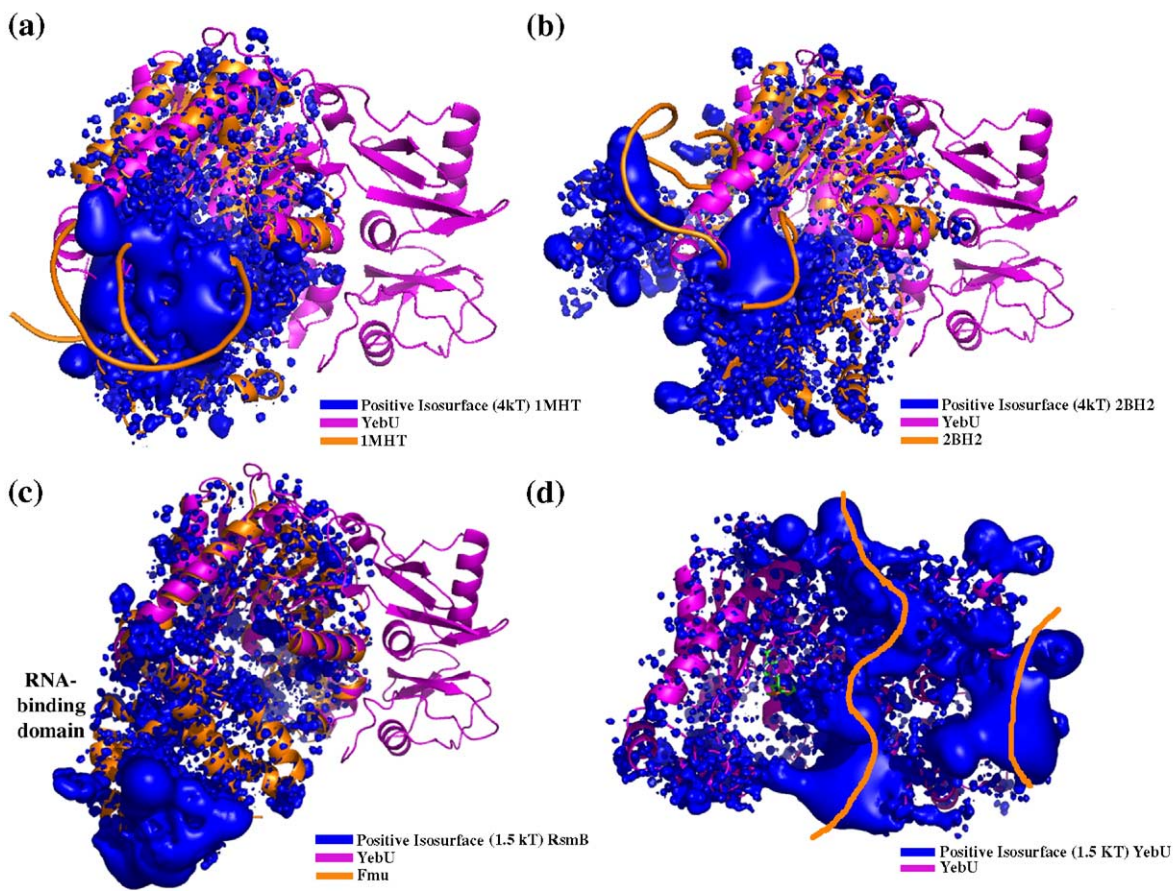 (a)
(b)
Positive Isosurface (4kT) 1MHT
YebU
1MHT
Positive Isosurface (4kT) 2BH2
YebU
2BH2
(c)
(d)
RNA-
binding
domain
Positive Isosurface (1.5 kT) RsmB
YebU
Fmu
Positive Isosurface (1.5 KT) YebU
YebU